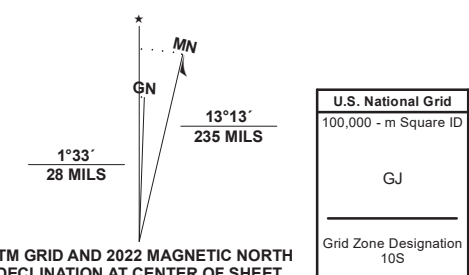 ★
MN
GN
13°13´
235 MILS
1°33´
28 MILS
TM GRID AND 2022 MAGNETIC NORTH
DECLINATION AT CENTER OF SHEET
U.S. National Grid
100,000 - m Square ID
GJ
Grid Zone Designation
10S